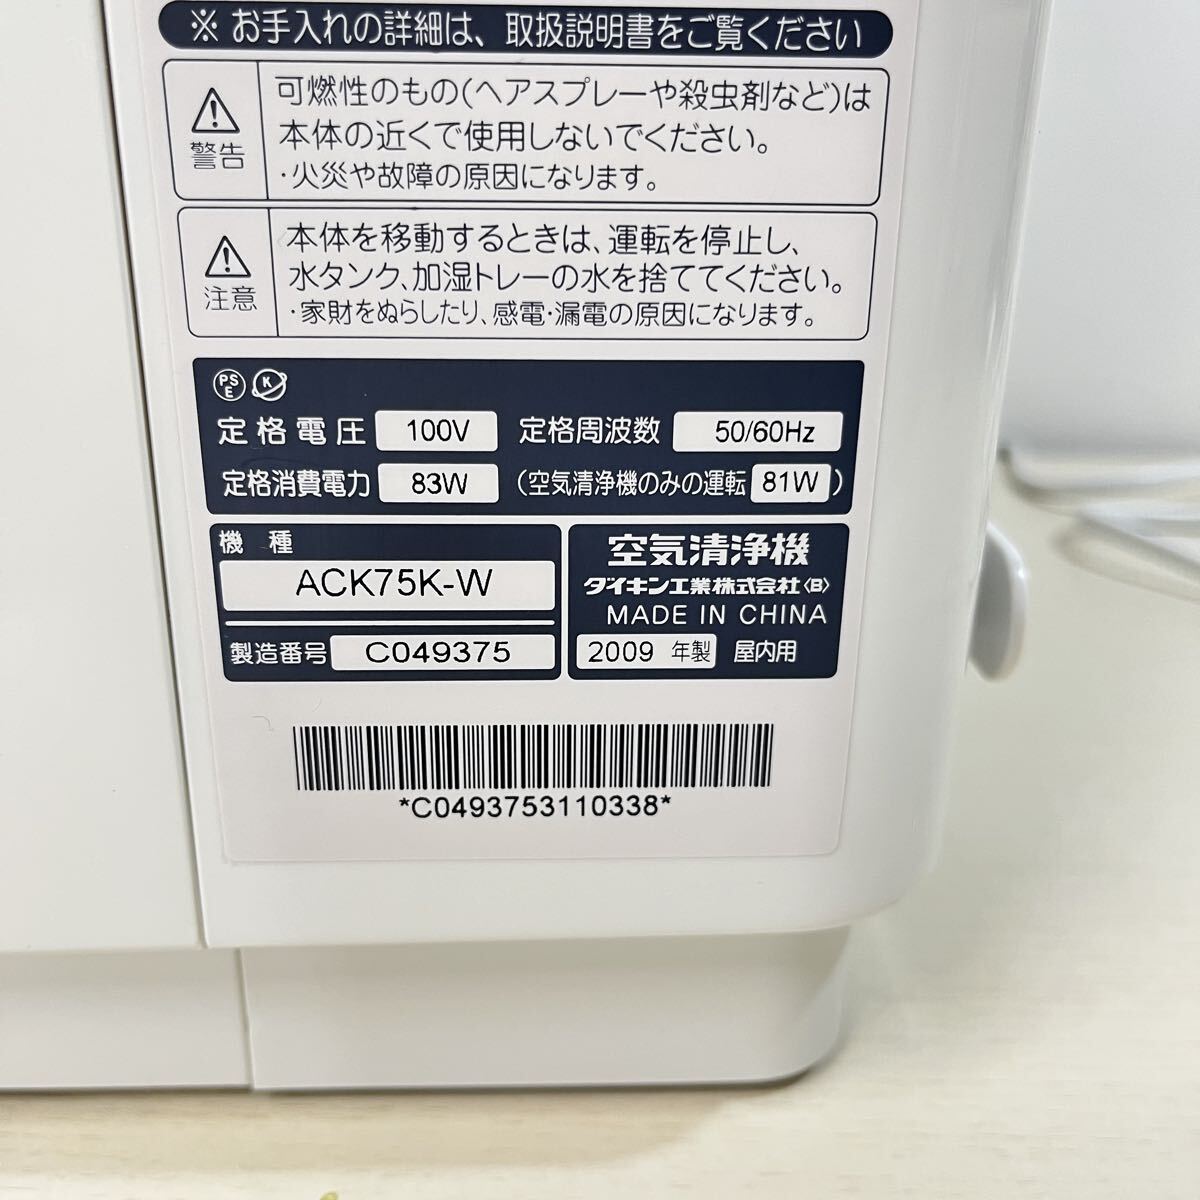 ※ お手入れの詳細は、取扱説明書をご覧ください
警告
可燃性のもの(ヘアスプレーや殺虫剤など)は
本体の近くで使用しないでください。
・火災や故障の原因になります。
注意
本体を移動するときは、運転を停止し、
水タンク、加湿トレーの水を捨ててください。
・家財をぬらしたり、感電・漏電の原因になります。
PS E K
定格電圧 100V 定格周波数 50/60Hz
定格消費電力 83W (空気清浄機のみの運転 81W)
機種
ACK75K-W
製造番号 C049375
空気清浄機
ダイキン工業株式会社〈B〉
MADE IN CHINA
2009 年製 屋内用
*C0493753110338*